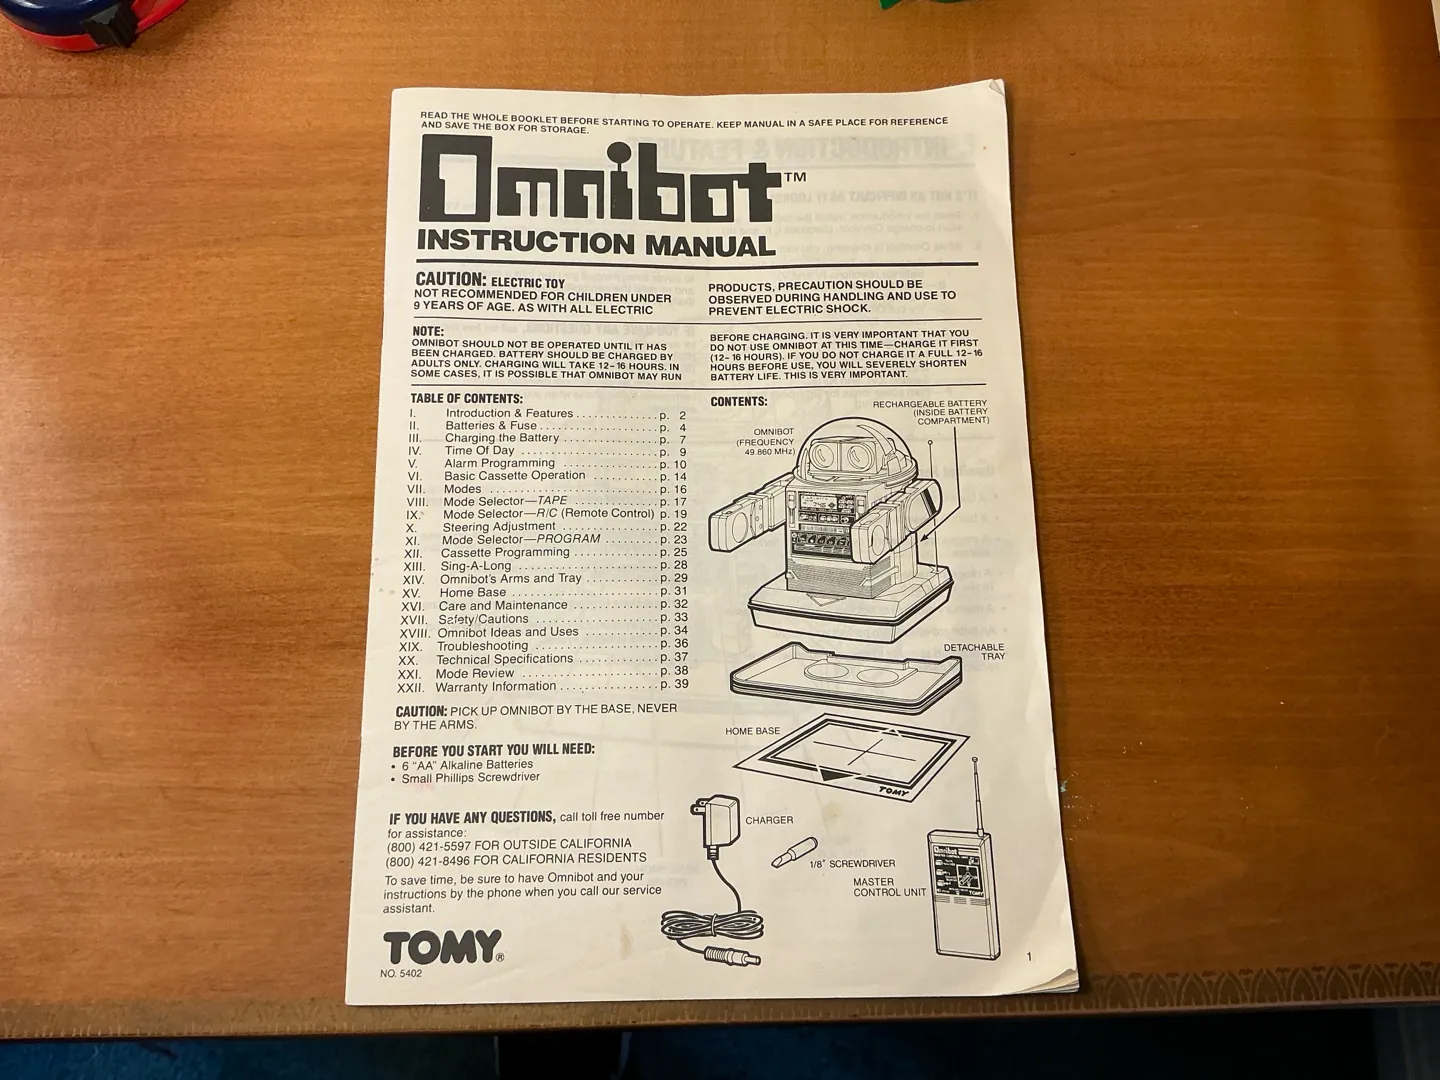 READ THE WHOLE BOOKLET BEFORE STARTING TO OPERATE. KEEP MANUAL IN A SAFE PLACE FOR REFERENCE
AND SAVE THE BOX FOR STORAGE.
Omnibot™
INSTRUCTION MANUAL
CAUTION: ELECTRIC TOY
NOT RECOMMENDED FOR CHILDREN UNDER
9 YEARS OF AGE. AS WITH ALL ELECTRIC
PRODUCTS, PRECAUTION SHOULD BE
OBSERVED DURING HANDLING AND USE TO
PREVENT ELECTRIC SHOCK.
NOTE:
OMNIBOT SHOULD NOT BE OPERATED UNTIL IT HAS
BEEN CHARGED. BATTERY SHOULD BE CHARGED BY
ADULTS ONLY. CHARGING WILL TAKE 12-16 HOURS. IN
SOME CASES, IT IS POSSIBLE THAT OMNIBOT MAY RUN
BEFORE CHARGING. IT IS VERY IMPORTANT THAT YOU
DO NOT USE OMNIBOT AT THIS TIME—CHARGE IT FIRST
(12-16 HOURS). IF YOU DO NOT CHARGE IT A FULL 12-16
HOURS BEFORE USE, YOU WILL SEVERELY SHORTEN
BATTERY LIFE. THIS IS VERY IMPORTANT.
TABLE OF CONTENTS:
I. Introduction & Features . . . . . . . . . . . . . p. 2
II. Batteries & Fuse . . . . . . . . . . . . . . . . . . p. 4
III. Charging the Battery . . . . . . . . . . . . . . . p. 7
IV. Time Of Day . . . . . . . . . . . . . . . . . . . . . p. 9
V. Alarm Programming . . . . . . . . . . . . . . . p. 10
VI. Basic Cassette Operation . . . . . . . . . . p. 14
VII. Modes . . . . . . . . . . . . . . . . . . . . . . . . . . p. 16
VIII. Mode Selector—TAPE . . . . . . . . . . . . . p. 17
IX. Mode Selector—R/C (Remote Control) p. 19
X. Steering Adjustment . . . . . . . . . . . . . . . p. 22
XI. Mode Selector—PROGRAM . . . . . . . . p. 23
XII. Cassette Programming . . . . . . . . . . . . . p. 25
XIII. Sing-A-Long . . . . . . . . . . . . . . . . . . . . . p. 28
XIV. Omnibot's Arms and Tray . . . . . . . . . . . p. 29
XV. Home Base . . . . . . . . . . . . . . . . . . . . . . p. 31
XVI. Care and Maintenance . . . . . . . . . . . . . p. 32
XVII. Safety/Cautions . . . . . . . . . . . . . . . . . . . p. 33
XVIII. Omnibot Ideas and Uses . . . . . . . . . . . p. 34
XIX. Troubleshooting . . . . . . . . . . . . . . . . . . . p. 36
XX. Technical Specifications . . . . . . . . . . . . p. 37
XXI. Mode Review . . . . . . . . . . . . . . . . . . . . p. 38
XXII. Warranty Information . . . . . . . . . . . . . . . p. 39
CAUTION: PICK UP OMNIBOT BY THE BASE, NEVER
BY THE ARMS.
BEFORE YOU START YOU WILL NEED:
• 6 "AA" Alkaline Batteries
• Small Phillips Screwdriver
IF YOU HAVE ANY QUESTIONS, call toll free number
for assistance:
(800) 421-5597 FOR OUTSIDE CALIFORNIA
(800) 421-8496 FOR CALIFORNIA RESIDENTS
To save time, be sure to have Omnibot and your
instructions by the phone when you call our service
assistant.
TOMY®
NO. 5402
CONTENTS:
RECHARGEABLE BATTERY
(INSIDE BATTERY
COMPARTMENT)
OMNIBOT
(FREQUENCY
49.860 MHz)
DETACHABLE
TRAY
HOME BASE
TOMY
CHARGER
1/8" SCREWDRIVER
MASTER
CONTROL UNIT
Omnibot
TOMY
1